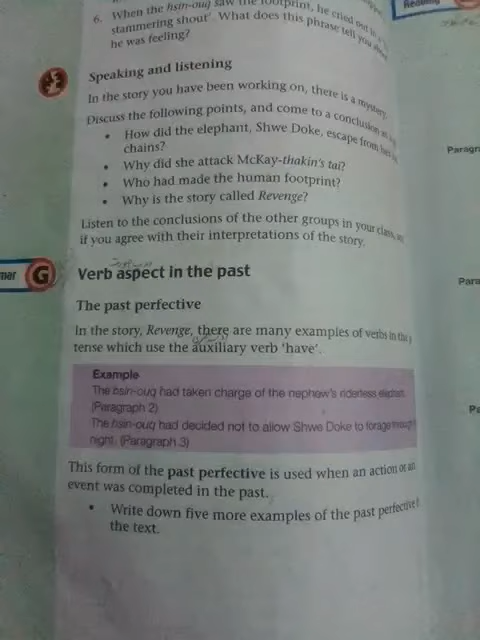 Reading
6. When the hsin-ouq saw the footprint, he cried out in a
stammering shout'. What does this phrase tell you about
he was feeling?
Speaking and listening
In the story you have been working on, there is a mystery.
Discuss the following points, and come to a conclusion
• How did the elephant, Shwe Doke, escape from
chains?
• Why did she attack McKay-thakin's tai?
• Who had made the human footprint?
• Why is the story called Revenge?
Listen to the conclusions of the other groups in your class,
if you agree with their interpretations of the story.
mar G
Verb aspect in the past
The past perfective
In the story, Revenge, there are many examples of verbs in the p
tense which use the auxiliary verb 'have'.
Example
The hsin-ouq had taken charge of the nephew's riderless elephant.
(Paragraph 2)
The hsin-ouq had decided not to allow Shwe Doke to forage through
night. (Paragraph 3)
This form of the past perfective is used when an action or an
event was completed in the past.
• Write down five more examples of the past perfective
the text.
Paragr
Para
Pa